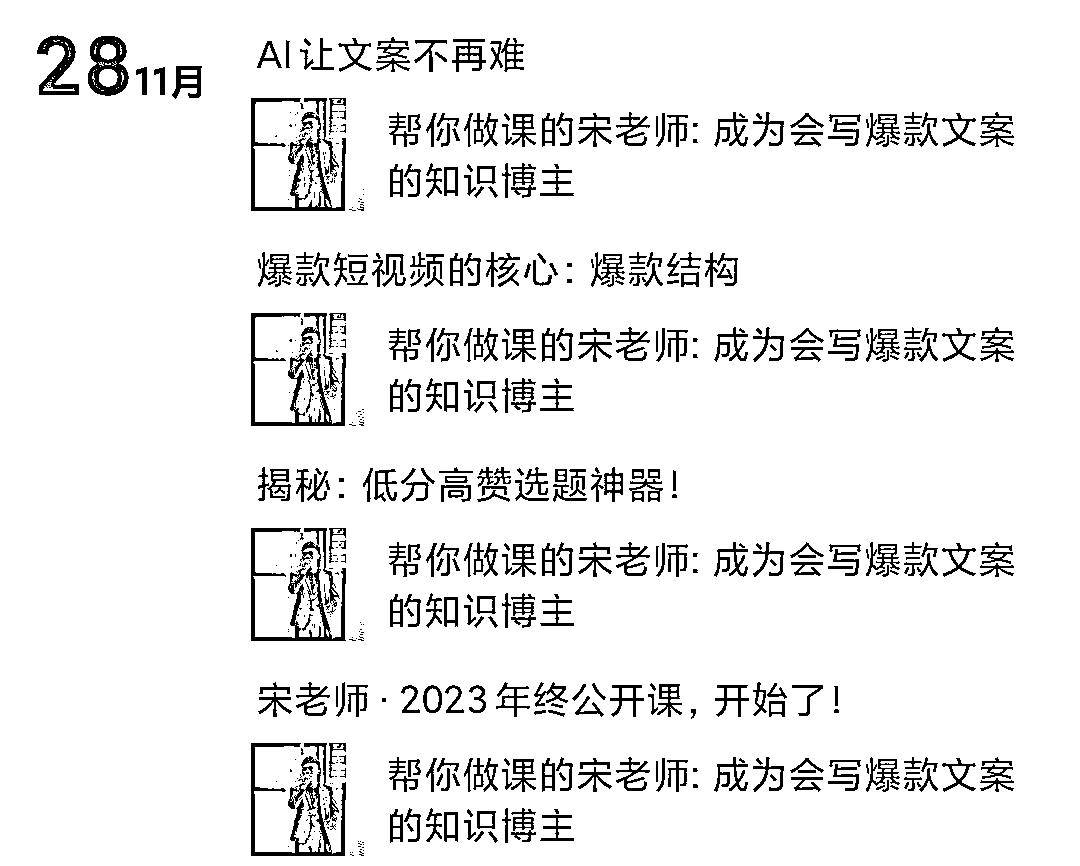 28 11月
AI让文案不再难
帮你做课的宋老师: 成为会写爆款文案
的知识博主
爆款短视频的核心: 爆款结构
帮你做课的宋老师: 成为会写爆款文案
的知识博主
揭秘: 低分高赞选题神器!
帮你做课的宋老师: 成为会写爆款文案
的知识博主
宋老师·2023年终公开课, 开始了!
帮你做课的宋老师: 成为会写爆款文案
的知识博主